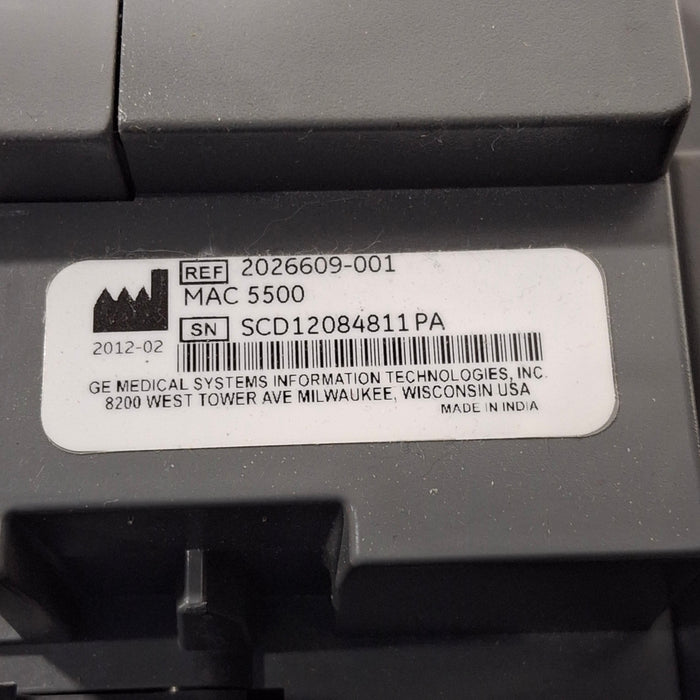 REF 2026609-001
MAC 5500
SN SCD12084811PA
2012-02
GE MEDICAL SYSTEMS INFORMATION TECHNOLOGIES, INC.
8200 WEST TOWER AVE MILWAUKEE, WISCONSIN USA
MADE IN INDIA